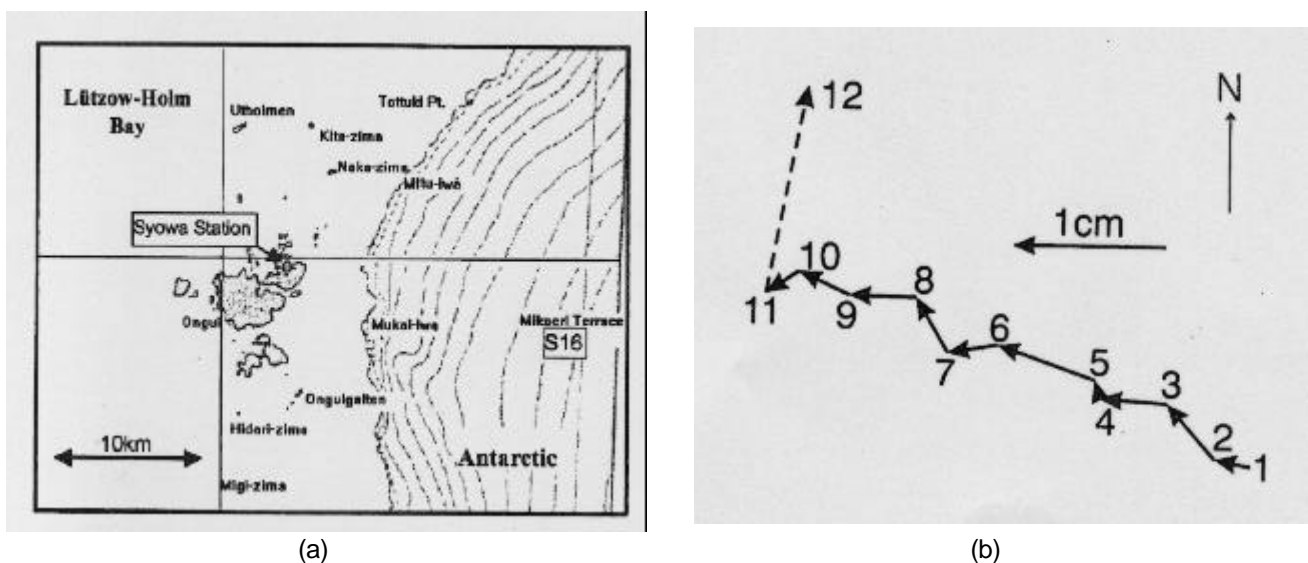 Lützow-Holm
Bay
Utholmen
Tottuki Pt.
Kita-zima
Naka-zima
Mitu-iwa
Syowa Station
Ongul
Mukai-iwa
Mikaeri Terrace
S16
Ongulgalten
Hidari-zima
10km
Antarctic
Migi-zima
(a)
12
N
1cm
10
11
9
8
6
7
5
4
3
2
1
(b)